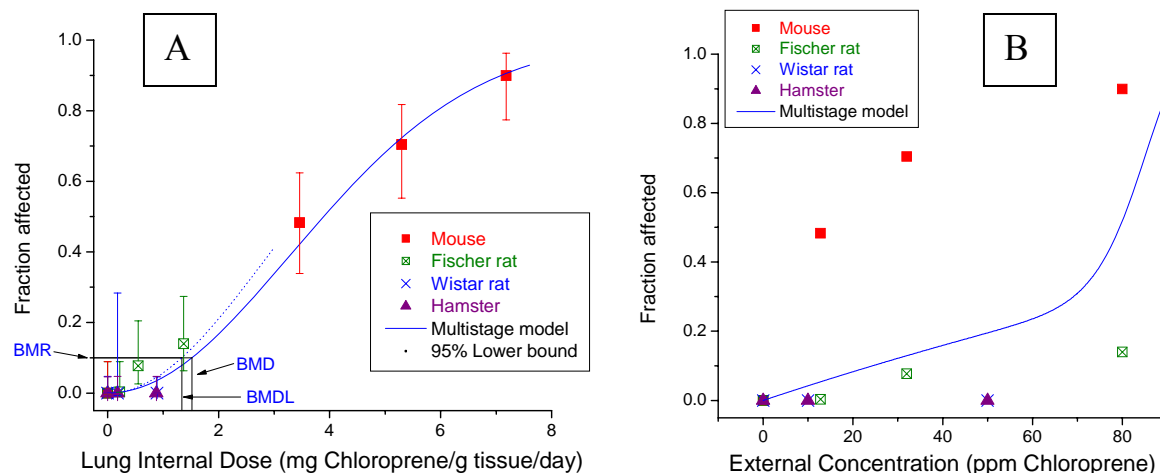 A
1.0
0.8
0.6
0.4
0.2
0.0
Fraction affected
BMR
BMD
BMDL
Mouse
Fischer rat
Wistar rat
Hamster
Multistage model
95% Lower bound
0 2 4 6 8
Lung Internal Dose (mg Chloroprene/g tissue/day)
B
Mouse
Fischer rat
Wistar rat
Hamster
Multistage model
1.0
0.8
0.6
0.4
0.2
0.0
Fraction affected
0 20 40 60 80
External Concentration (ppm Chloroprene)